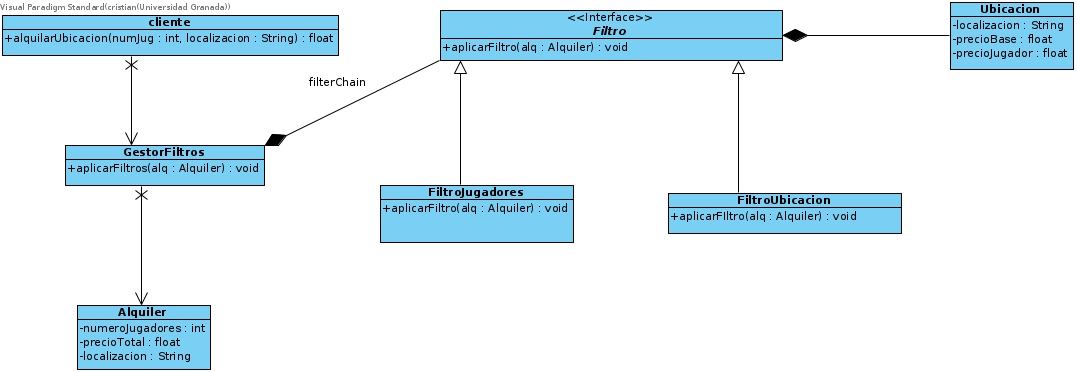 Visual Paradigm Standard(cristian(Universidad Granada))
cliente
+alquilarUbicacion(numJug : int, localizacion : String) : float
<<Interface>>
Filtro
+aplicarFiltro(alq : Alquiler) : void
Ubicacion
-localizacion : String
-precioBase : float
-precioJugador : float
filterChain
GestorFiltros
+aplicarFiltros(alq : Alquiler) : void
FiltroJugadores
+aplicarFiltro(alq : Alquiler) : void
FiltroUbicacion
+aplicarFIltro(alq : Alquiler) : void
Alquiler
-numeroJugadores : int
-precioTotal : float
-localizacion : String